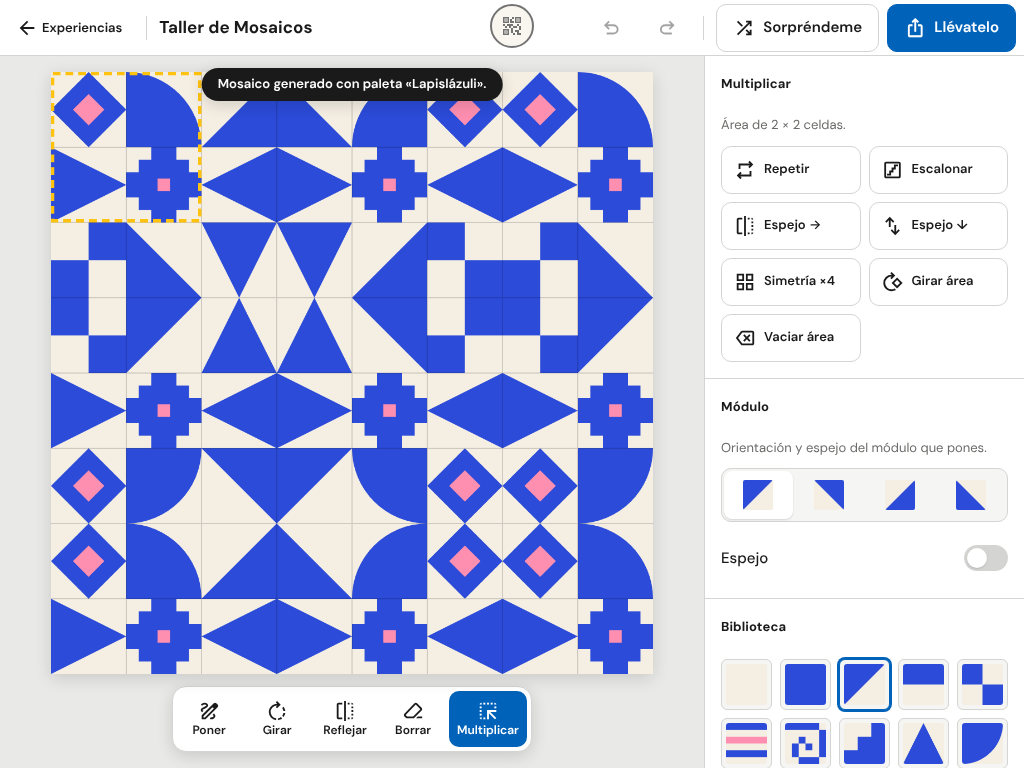 Experiencias
Taller de Mosaicos
Sorpréndeme
Llévatelo
Mosaico generado con paleta «Lapislázuli».
Multiplicar
Área de 2 × 2 celdas.
Repetir
Escalonar
Espejo →
Espejo ↓
Simetría ×4
Girar área
Vaciar área
Módulo
Orientación y espejo del módulo que pones.
Espejo
Biblioteca
Poner
Girar
Reflejar
Borrar
Multiplicar